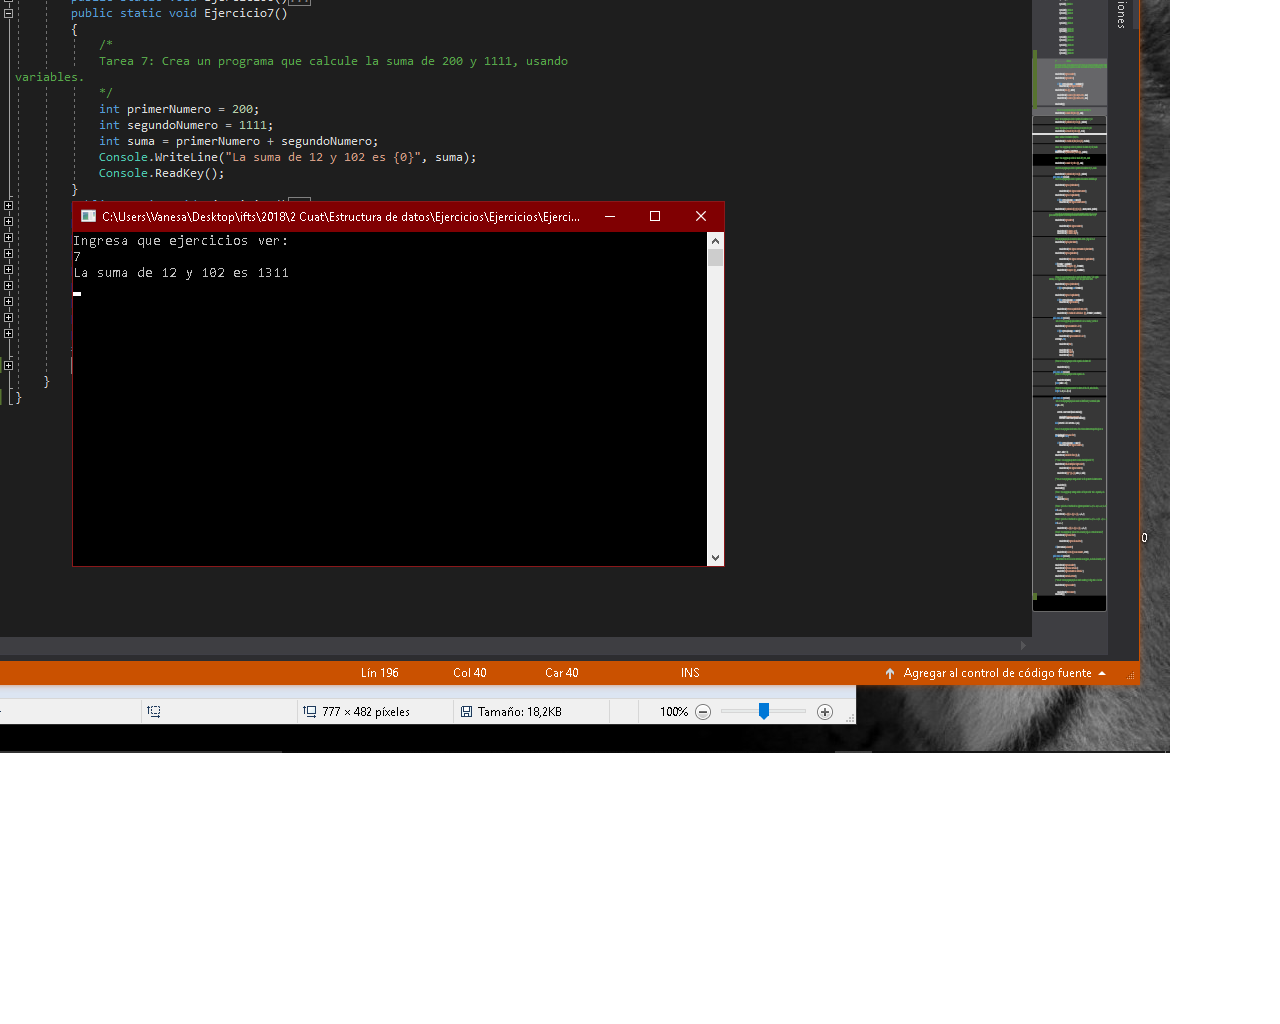 public static void Ejercicio7()
{
/*
Tarea 7: Crea un programa que calcule la suma de 200 y 1111, usando
variables.
*/
int primerNumero = 200;
int segundoNumero = 1111;
int suma = primerNumero + segundoNumero;
Console.WriteLine("La suma de 12 y 102 es {0}", suma);
Console.ReadKey();
}
C:\Users\Vanesa\Desktop\ifts\2018\2 Cuat\Estructura de datos\Ejercicios\Ejercicios\Ejerci...
Ingresa que ejercicios ver:
7
La suma de 12 y 102 es 1311
}
}
iones
0
Lín 196 Col 40 Car 40 INS Agregar al control de código fuente
777 × 482 píxeles Tamaño: 18,2KB 100%